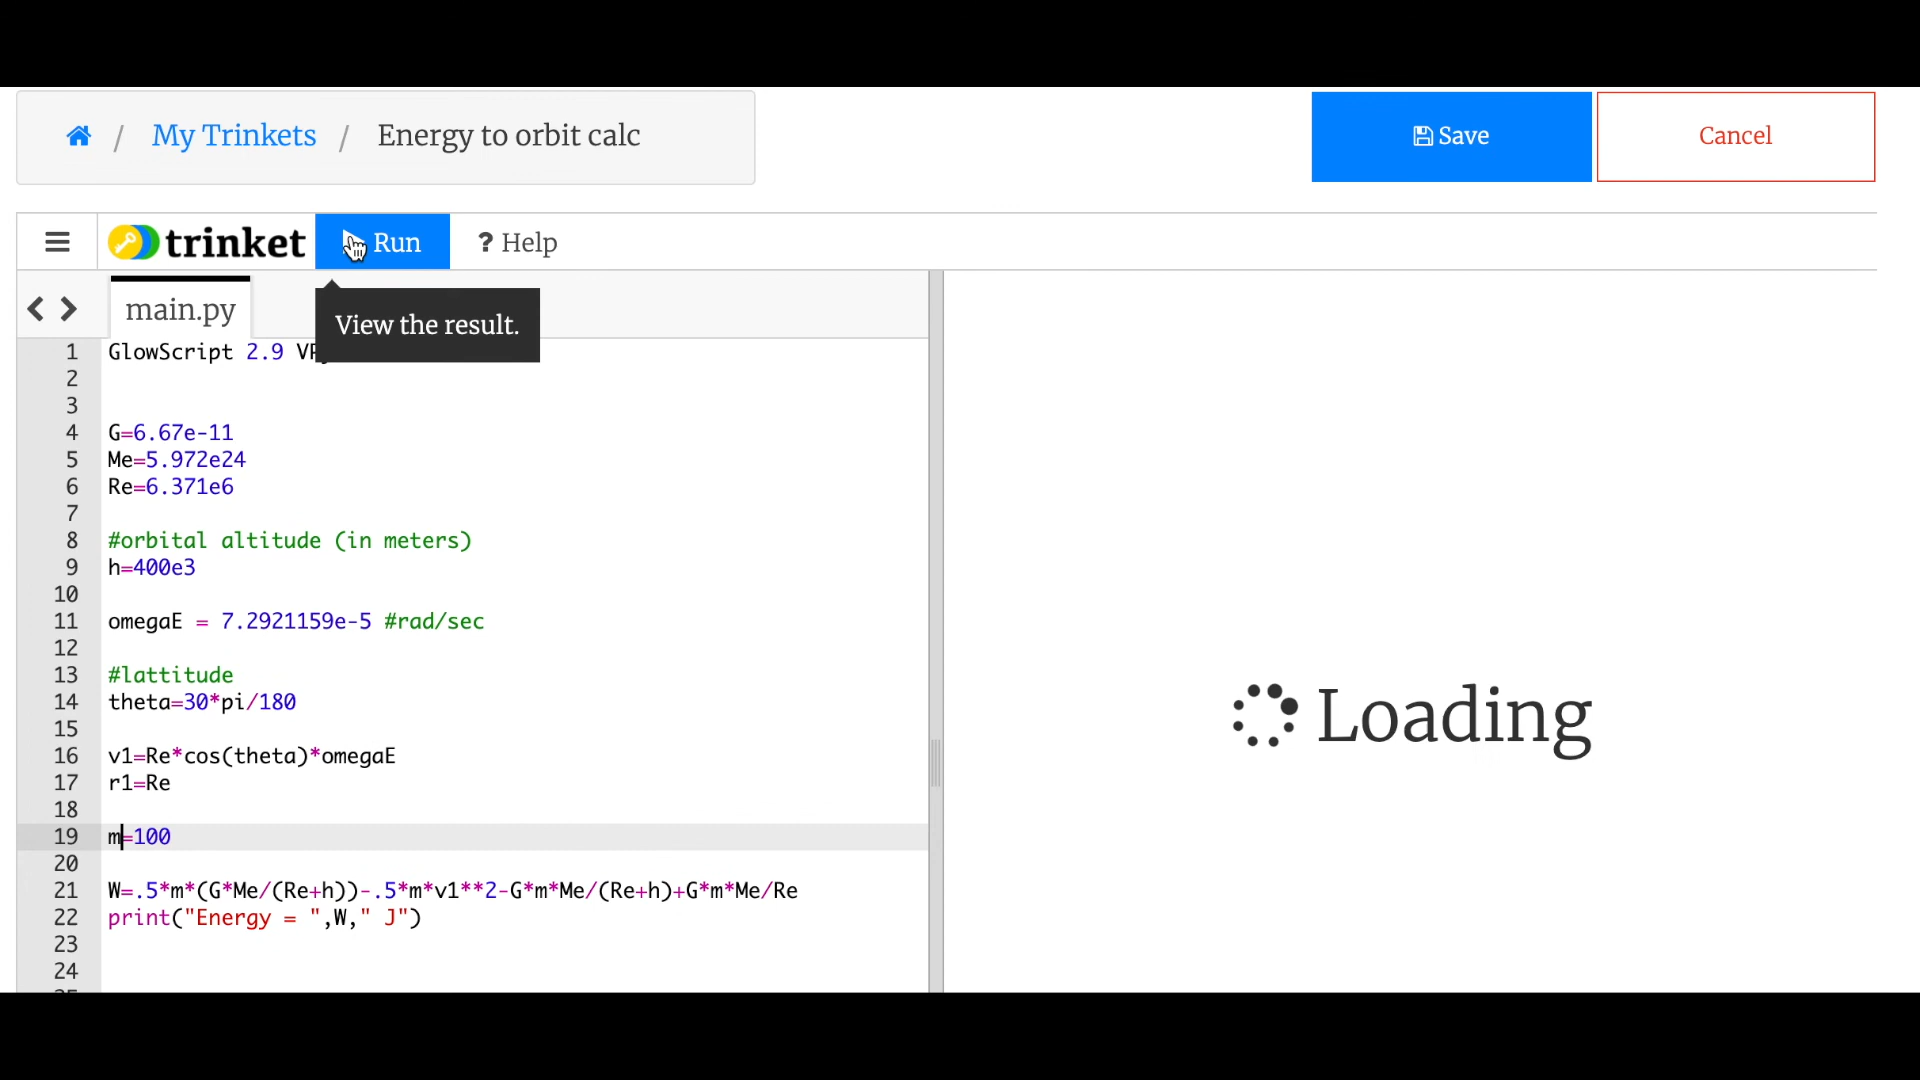 / My Trinkets / Energy to orbit calc
Save
Cancel
trinket
Run
? Help
main.py
View the result.
1 GlowScript 2.9
2
3
4 G=6.67e-11
5 Me=5.972e24
6 Re=6.371e6
7
8 #orbital altitude (in meters)
9 h=400e3
10
11 omegaE = 7.2921159e-5 #rad/sec
12
13 #lattitude
14 theta=30*pi/180
15
16 v1=Re*cos(theta)*omegaE
17 r1=Re
18
19 m=100
20
21 W=.5*m*(G*Me/(Re+h))-.5*m*v1**2-G*m*Me/(Re+h)+G*m*Me/Re
22 print("Energy = ",W," J")
23
24
Loading